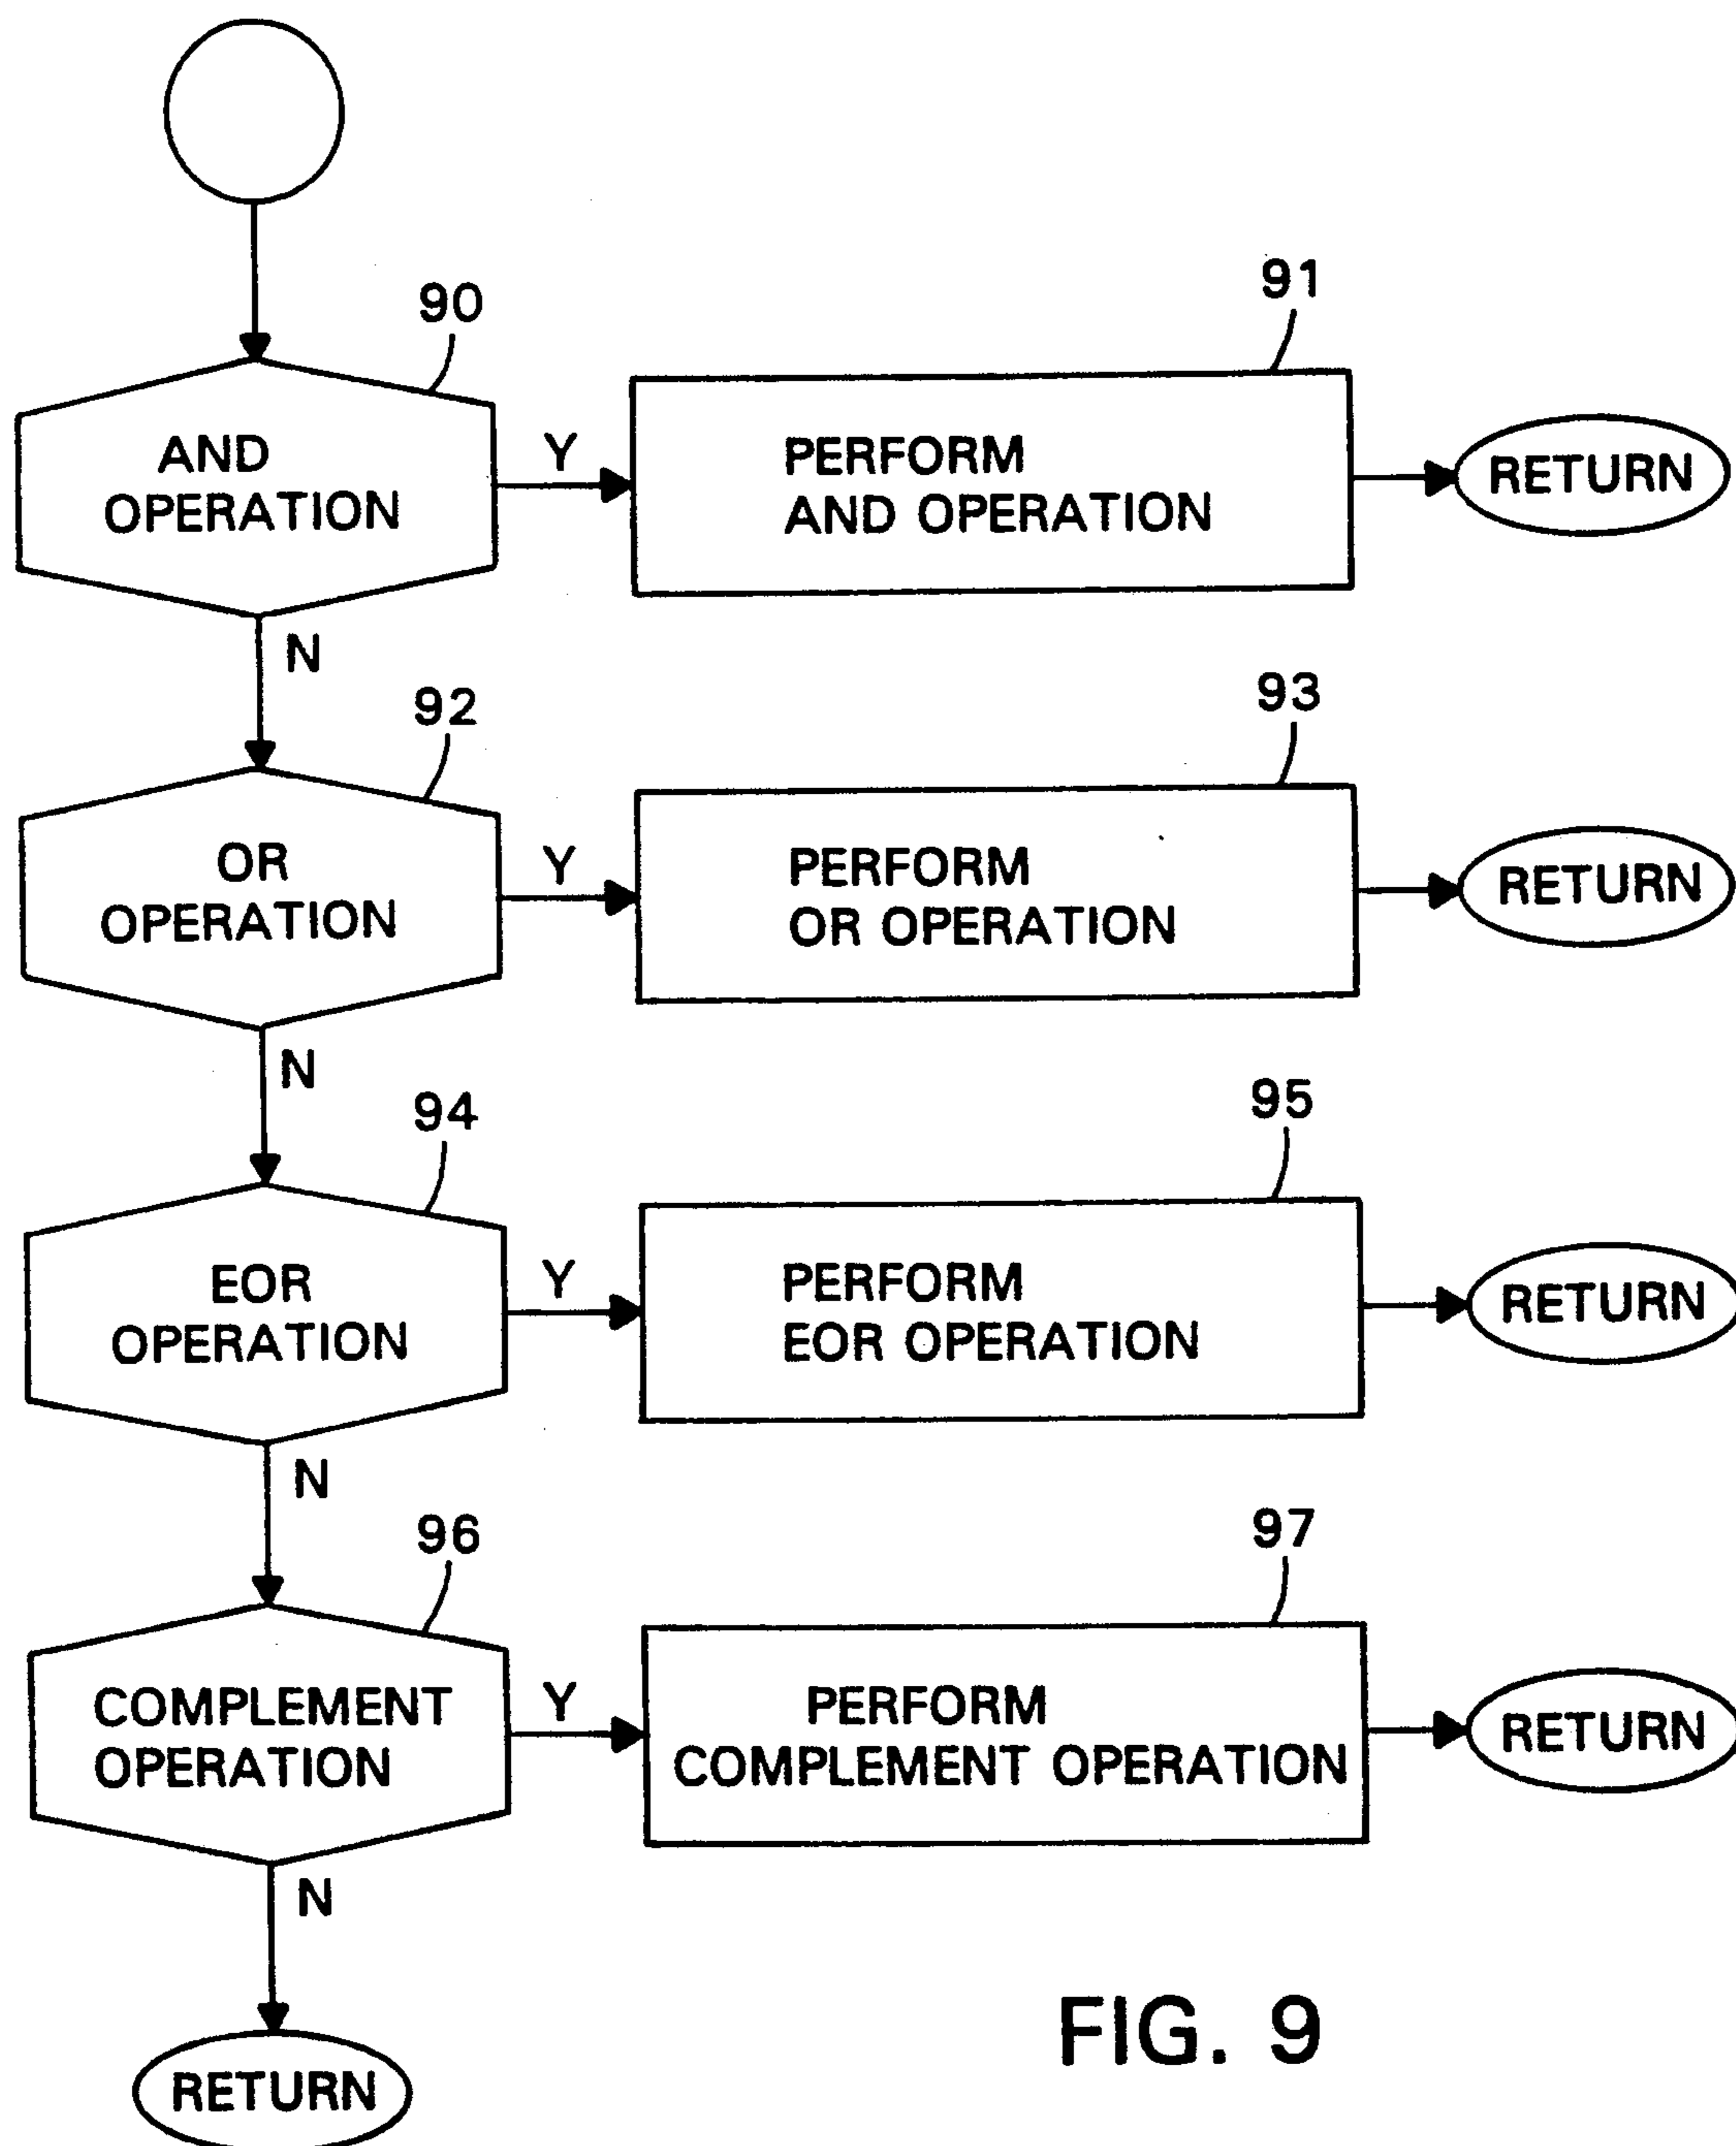 90
91
AND
OPERATION
Y
PERFORM
AND OPERATION
RETURN
N
92
93
OR
OPERATION
Y
PERFORM
OR OPERATION
RETURN
N
94
95
EOR
OPERATION
Y
PERFORM
EOR OPERATION
RETURN
N
96
97
COMPLEMENT
OPERATION
Y
PERFORM
COMPLEMENT OPERATION
RETURN
N
RETURN
FIG. 9